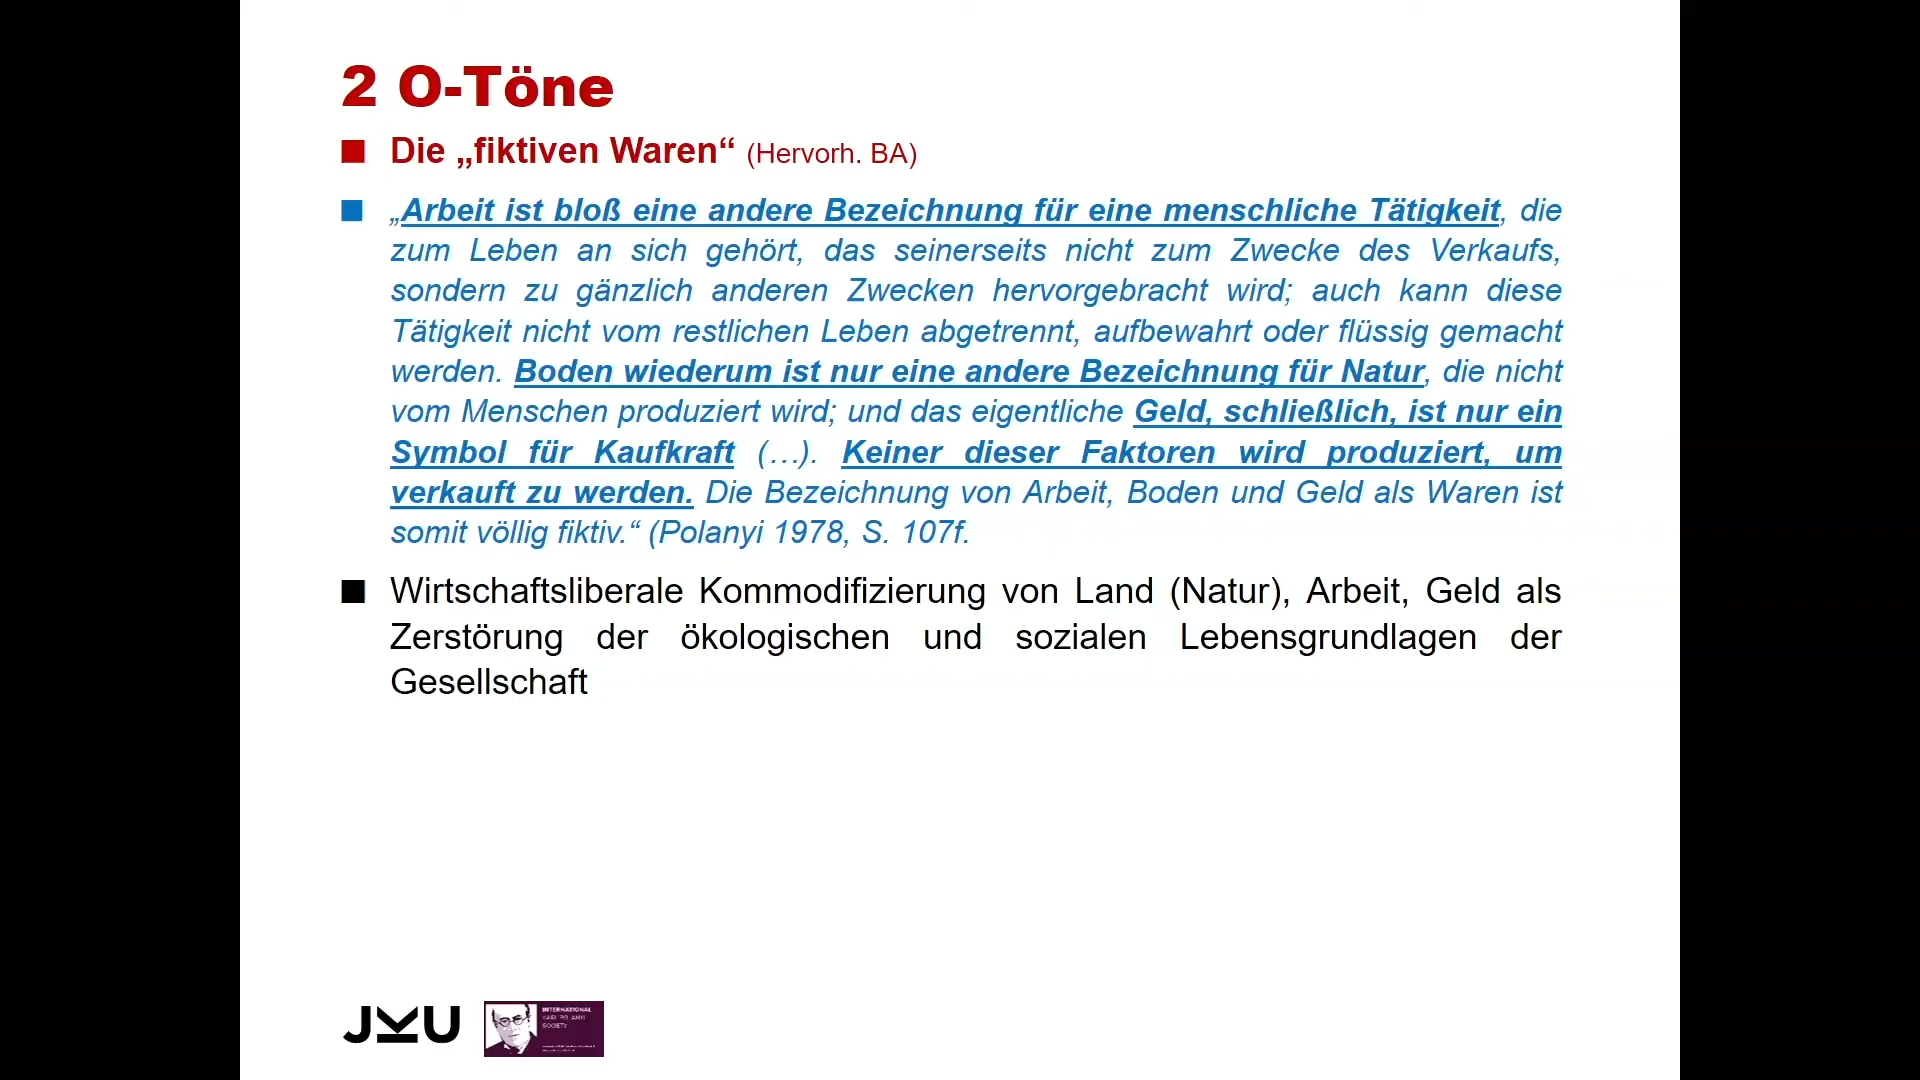 2 O-Töne
Die „fiktiven Waren“ (Hervorh. BA)
„Arbeit ist bloß eine andere Bezeichnung für eine menschliche Tätigkeit, die
zum Leben an sich gehört, das seinerseits nicht zum Zwecke des Verkaufs,
sondern zu gänzlich anderen Zwecken hervorgebracht wird; auch kann diese
Tätigkeit nicht vom restlichen Leben abgetrennt, aufbewahrt oder flüssig gemacht
werden. Boden wiederum ist nur eine andere Bezeichnung für Natur, die nicht
vom Menschen produziert wird; und das eigentliche Geld, schließlich, ist nur ein
Symbol für Kaufkraft (…). Keiner dieser Faktoren wird produziert, um
verkauft zu werden. Die Bezeichnung von Arbeit, Boden und Geld als Waren ist
somit völlig fiktiv.“ (Polanyi 1978, S. 107f.
Wirtschaftsliberale Kommodifizierung von Land (Natur), Arbeit, Geld als
Zerstörung der ökologischen und sozialen Lebensgrundlagen der
Gesellschaft
JKU
INTERNATIONAL
KARL POLANYI
SOCIETY